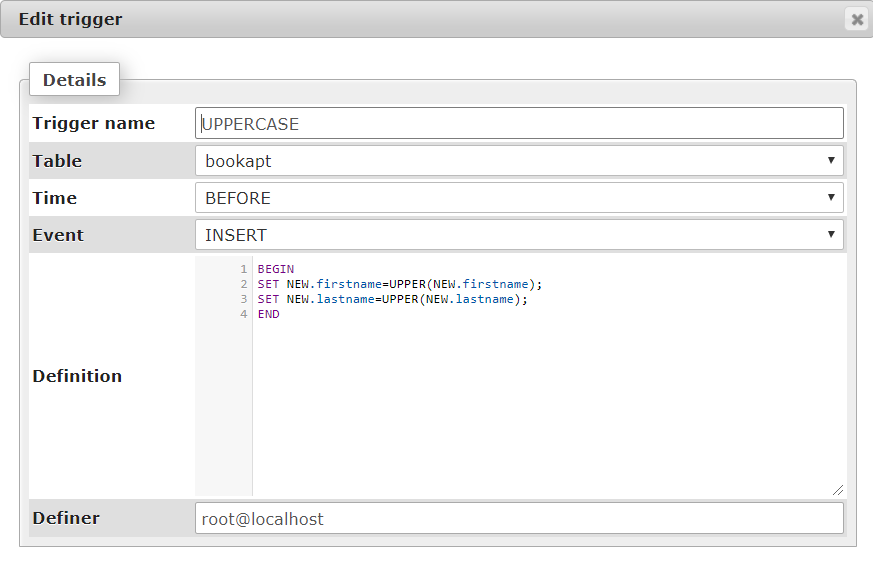 Edit trigger
Details
Trigger name UPPERCASE
Table bookapt
Time BEFORE
Event INSERT
Definition
1 BEGIN
2 SET NEW.firstname=UPPER(NEW.firstname);
3 SET NEW.lastname=UPPER(NEW.lastname);
4 END
Definer root@localhost